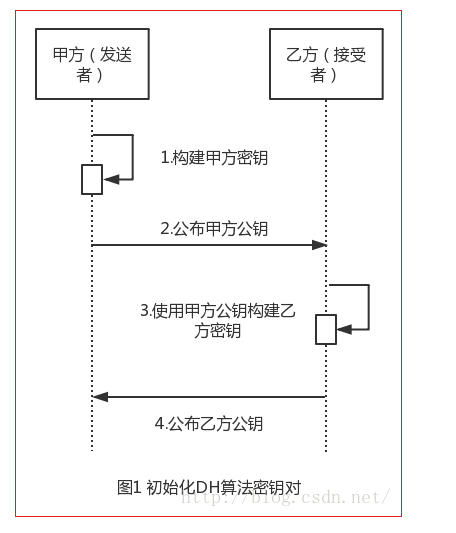 甲方（发送
者）
乙方（接受
者）
1.构建甲方密钥
2.公布甲方公钥
3.使用甲方公钥构建乙
方密钥
4.公布乙方公钥
图1 初始化DH算法密钥对
http://blog.csdn.net/